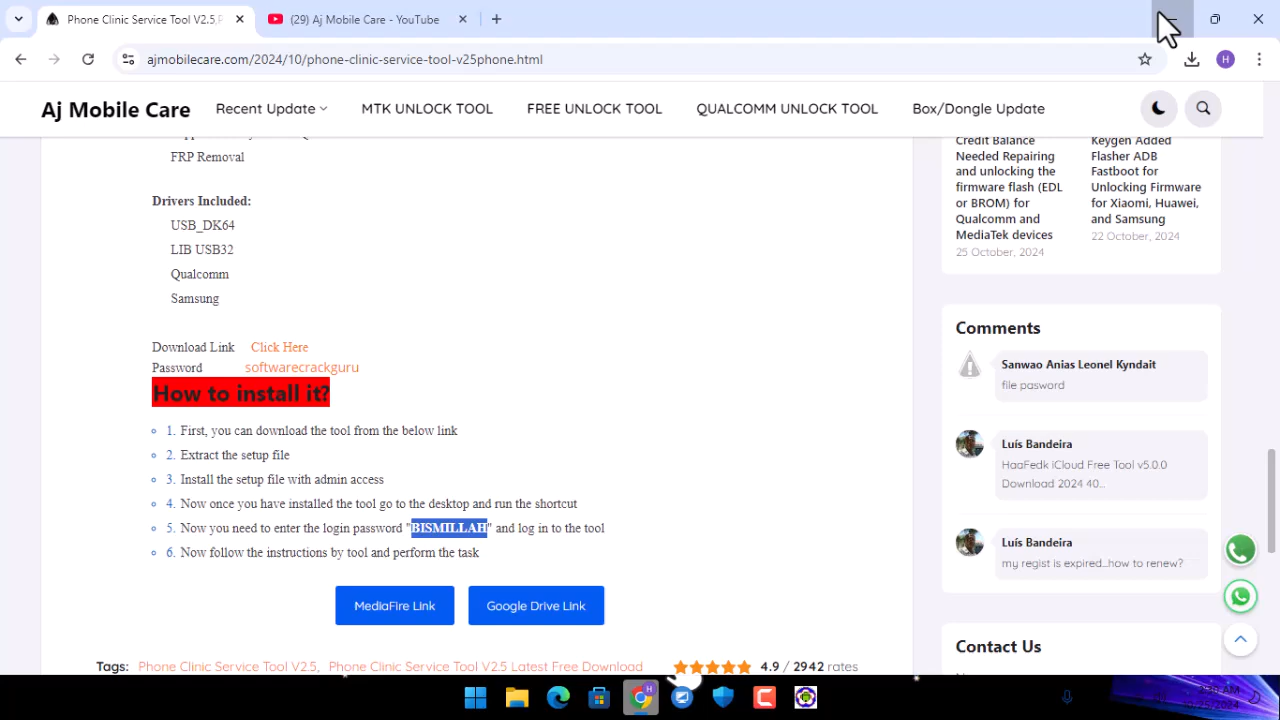 Phone Clinic Service Tool V2.5,
(29) Aj Mobile Care - YouTube
ajmobilecare.com/2024/10/phone-clinic-service-tool-v25phone.html
H
Aj Mobile Care
Recent Update
MTK UNLOCK TOOL
FREE UNLOCK TOOL
QUALCOMM UNLOCK TOOL
Box/Dongle Update
FRP Removal
Drivers Included:
USB_DK64
LIB USB32
Qualcomm
Samsung
Download Link Click Here
Password softwarecrackguru
How to install it?
1. First, you can download the tool from the below link
2. Extract the setup file
3. Install the setup file with admin access
4. Now once you have installed the tool go to the desktop and run the shortcut
5. Now you need to enter the login password "BISMILLAH" and log in to the tool
6. Now follow the instructions by tool and perform the task
MediaFire Link
Google Drive Link
Tags: Phone Clinic Service Tool V2.5, Phone Clinic Service Tool V2.5 Latest Free Download
4.9 / 2942 rates
Credit Balance
Needed Repairing
and unlocking the
firmware flash (EDL
or BROM) for
Qualcomm and
MediaTek devices
25 October, 2024
Keygen Added
Flasher ADB
Fastboot for
Unlocking Firmware
for Xiaomi, Huawei,
and Samsung
22 October, 2024
Comments
Sanwao Anias Leonel Kyndait
file pasword
Luís Bandeira
HaaFedk iCloud Free Tool v5.0.0
Download 2024 40...
Luís Bandeira
my regist is expired...how to renew?
Contact Us